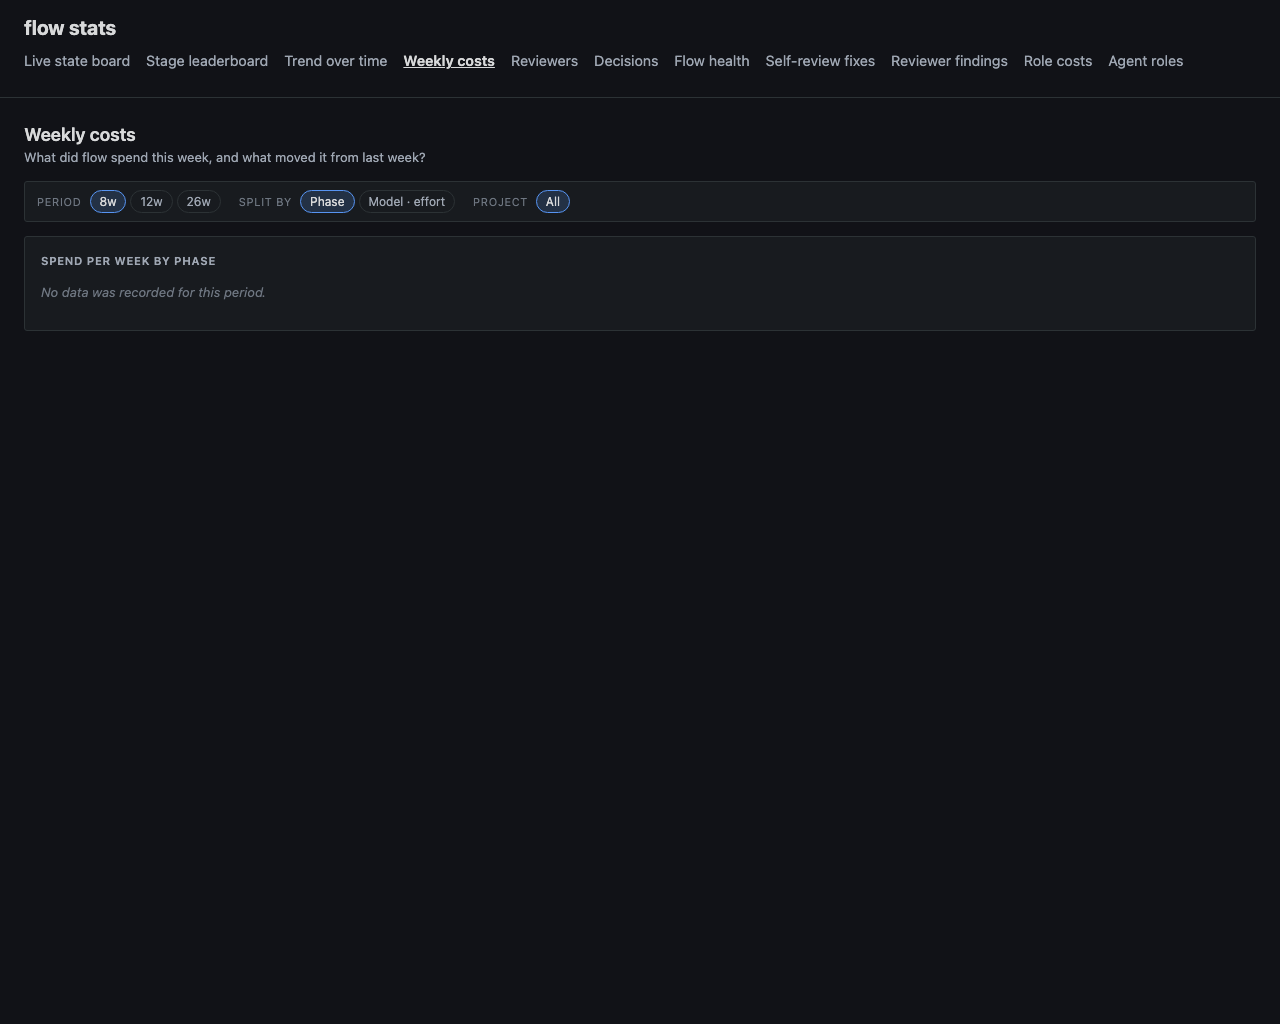 flow stats
Live state board Stage leaderboard Trend over time Weekly costs Reviewers Decisions Flow health Self-review fixes Reviewer findings Role costs Agent roles
Weekly costs
What did flow spend this week, and what moved it from last week?
PERIOD 8w 12w 26w SPLIT BY Phase Model · effort PROJECT All
SPEND PER WEEK BY PHASE
No data was recorded for this period.